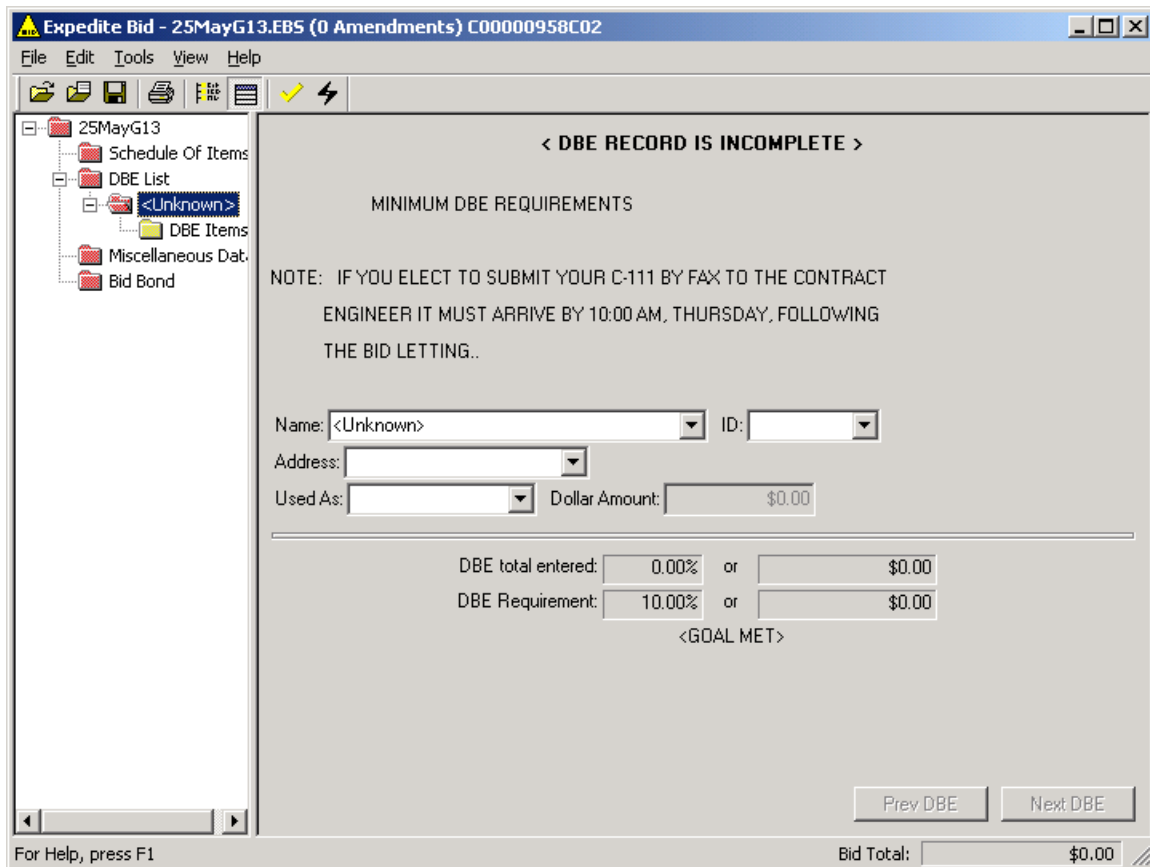 Expedite Bid - 25MayG13.EBS (0 Amendments) C00000958C02
File Edit Tools View Help
25MayG13
Schedule Of Items
DBE List
<Unknown>
DBE Items
Miscellaneous Dat
Bid Bond
< DBE RECORD IS INCOMPLETE >
MINIMUM DBE REQUIREMENTS
NOTE: IF YOU ELECT TO SUBMIT YOUR C-111 BY FAX TO THE CONTRACT
ENGINEER IT MUST ARRIVE BY 10:00 AM, THURSDAY, FOLLOWING
THE BID LETTING..
Name: <Unknown> ID:
Address:
Used As: Dollar Amount: $0.00
DBE total entered: 0.00% or $0.00
DBE Requirement: 10.00% or $0.00
<GOAL MET>
Prev DBE Next DBE
For Help, press F1 Bid Total: $0.00